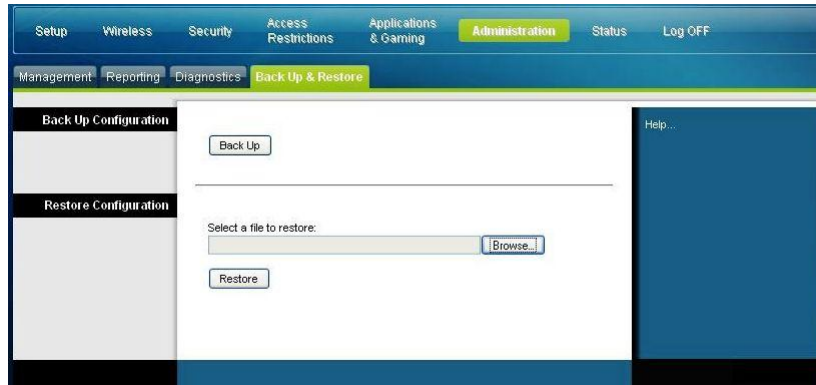 Setup Wireless Security Access Restrictions Applications & Gaming Administration Status Log OFF
Management Reporting Diagnostics Back Up & Restore
Back Up Configuration
Help...
Back Up
Restore Configuration
Select a file to restore:
Browse...
Restore